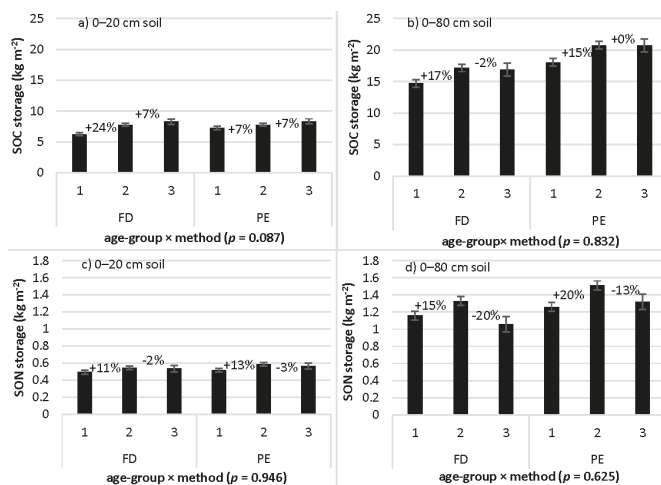 a) 0–20 cm soil
25
20
15
10
5
0
SOC storage (kg m⁻²)
+24%
+7%
+7%
+7%
1 2 3 1 2 3
FD PE
age-group × method (p = 0.087)
b) 0–80 cm soil
25
20
15
10
5
0
SOC storage (kg m⁻²)
+17%
-2%
+15%
+0%
1 2 3 1 2 3
FD PE
age-group× method (p = 0.832)
c) 0–20 cm soil
1.8
1.6
1.4
1.2
1
0.8
0.6
0.4
0.2
0
SON storage (kg m⁻²)
+11%
-2%
+13%
-3%
1 2 3 1 2 3
FD PE
age-group × method (p = 0.946)
d) 0–80 cm soil
1.8
1.6
1.4
1.2
1
0.8
0.6
0.4
0.2
0
SON storage (kg m⁻²)
+15%
-20%
+20%
-13%
1 2 3 1 2 3
FD PE
age-group × method (p = 0.625)